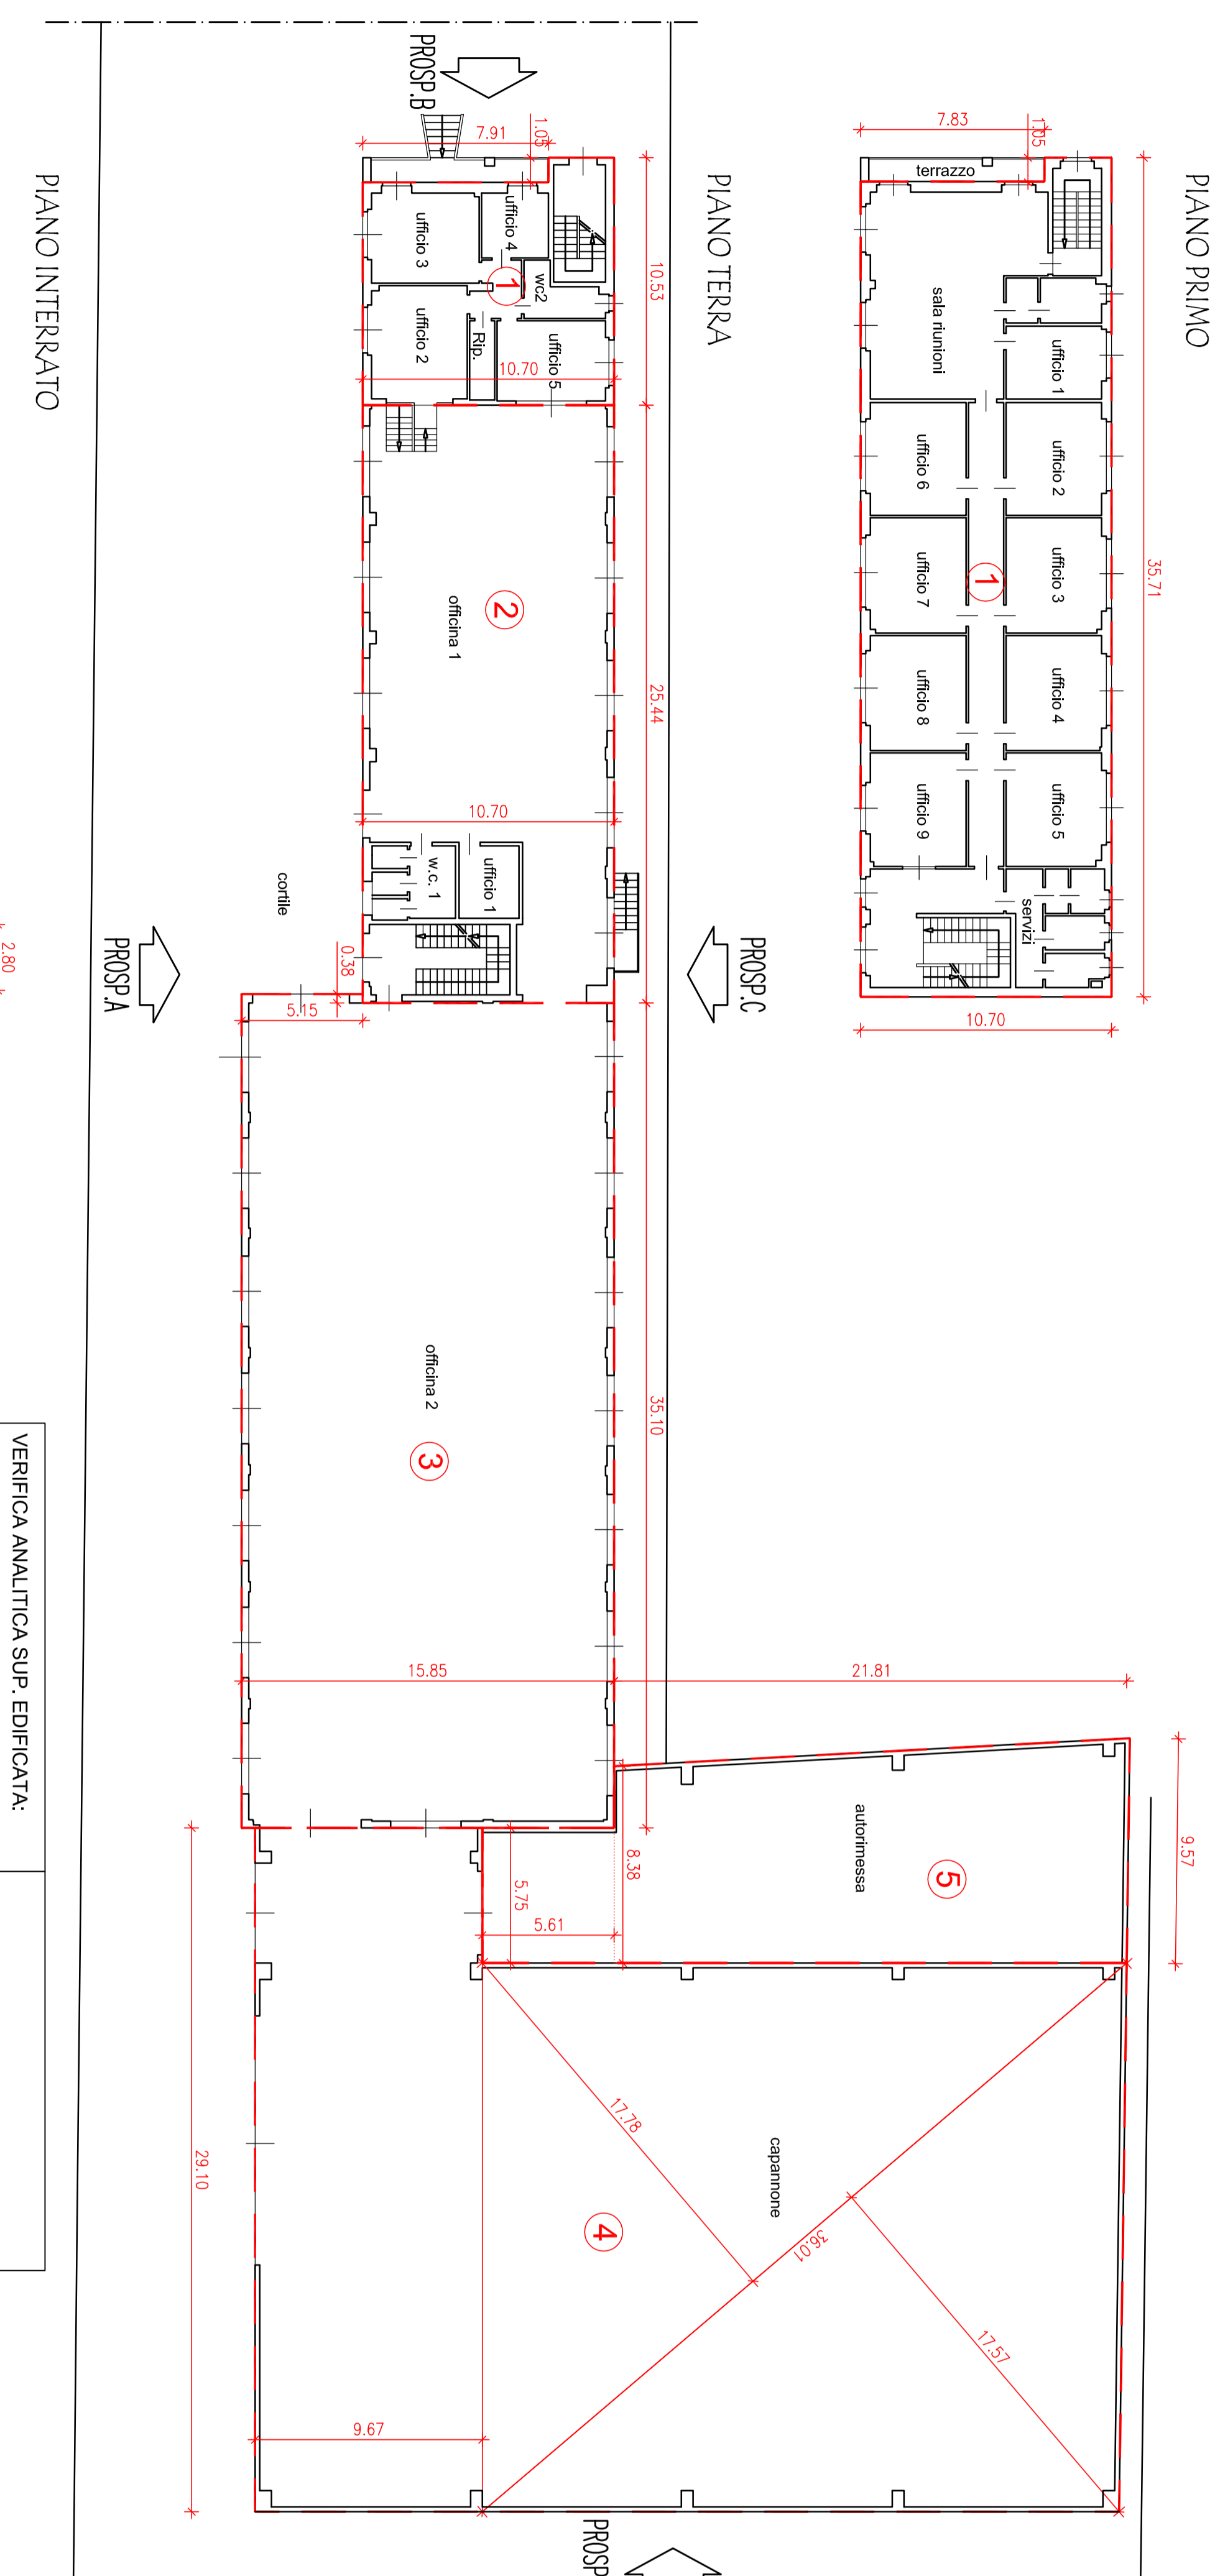 PIANO PRIMO
7.83
1.05
35.71
10.70
terrazzo
sala riunioni
ufficio 1
ufficio 2
ufficio 3
ufficio 4
ufficio 5
ufficio 6
ufficio 7
ufficio 8
ufficio 9
1
servizi
PIANO TERRA
PROSP.B
7.91
1.05
10.53
25.44
35.10
10.70
ufficio 3
ufficio 4
1
wc2
ufficio 2
Rip.
ufficio 5
2
officina 1
10.70
w.c. 1
ufficio 1
cortile
0.38
5.15
PROSP.A
PROSP.C
officina 2
3
15.85
21.81
autorimessa
5
9.57
8.38
5.75
5.61
capannone
4
17.78
36.01
17.57
29.10
9.67
PROSP
PIANO INTERRATO
2.80
VERIFICA ANALITICA SUP. EDIFICATA: